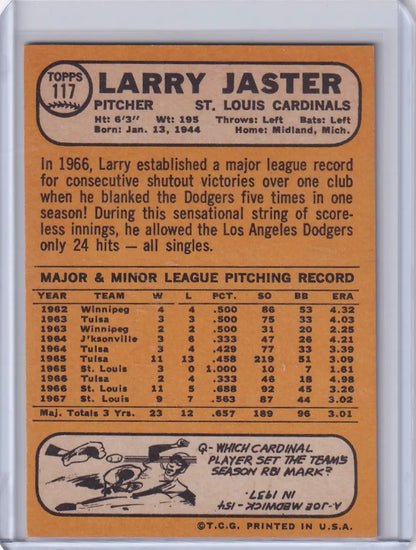 TOPPS
117
LARRY JASTER
PITCHER ST. LOUIS CARDINALS
Ht: 6'3" Wt: 195 Throws: Left Bats: Left
Born: Jan. 13, 1944 Home: Midland, Mich.
In 1966, Larry established a major league record
for consecutive shutout victories over one club
when he blanked the Dodgers five times in one
season! During this sensational string of score-
less innings, he allowed the Los Angeles Dodgers
only 24 hits — all singles.
MAJOR & MINOR LEAGUE PITCHING RECORD
YEAR TEAM W L PCT. SO BB ERA
1962 Winnipeg 4 4 .500 86 53 4.32
1963 Tulsa 3 3 .500 75 33 4.03
1963 Winnipeg 2 2 .500 31 20 2.25
1964 J'ksonville 3 6 .333 47 26 4.21
1964 Tulsa 3 4 .429 77 33 3.39
1965 Tulsa 11 13 .458 219 51 3.09
1965 St. Louis 3 0 1.000 10 7 1.61
1966 Tulsa 2 4 .333 46 18 4.98
1966 St. Louis 11 5 .688 92 45 3.26
1967 St. Louis 9 7 .563 87 44 3.02
Maj. Totals 3 Yrs. 23 12 .657 189 96 3.01
Q- WHICH CARDINAL
PLAYER SET THE TEAM'S
SEASON RBI MARK?
A- JOE MEDWICK - 154
IN 1937.
©T.C.G. PRINTED IN U.S.A.